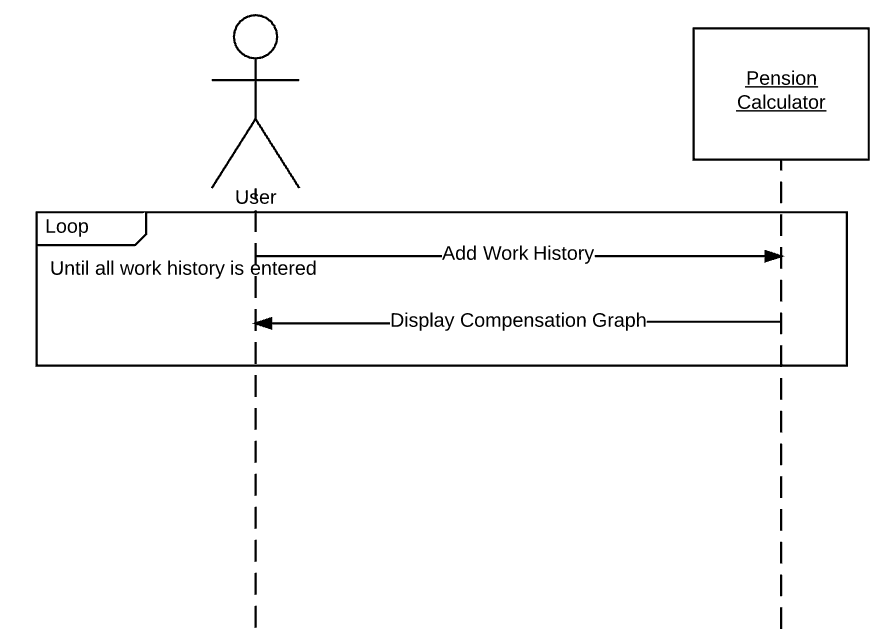 Pension
Calculator
User
Loop
Add Work History
Until all work history is entered
Display Compensation Graph